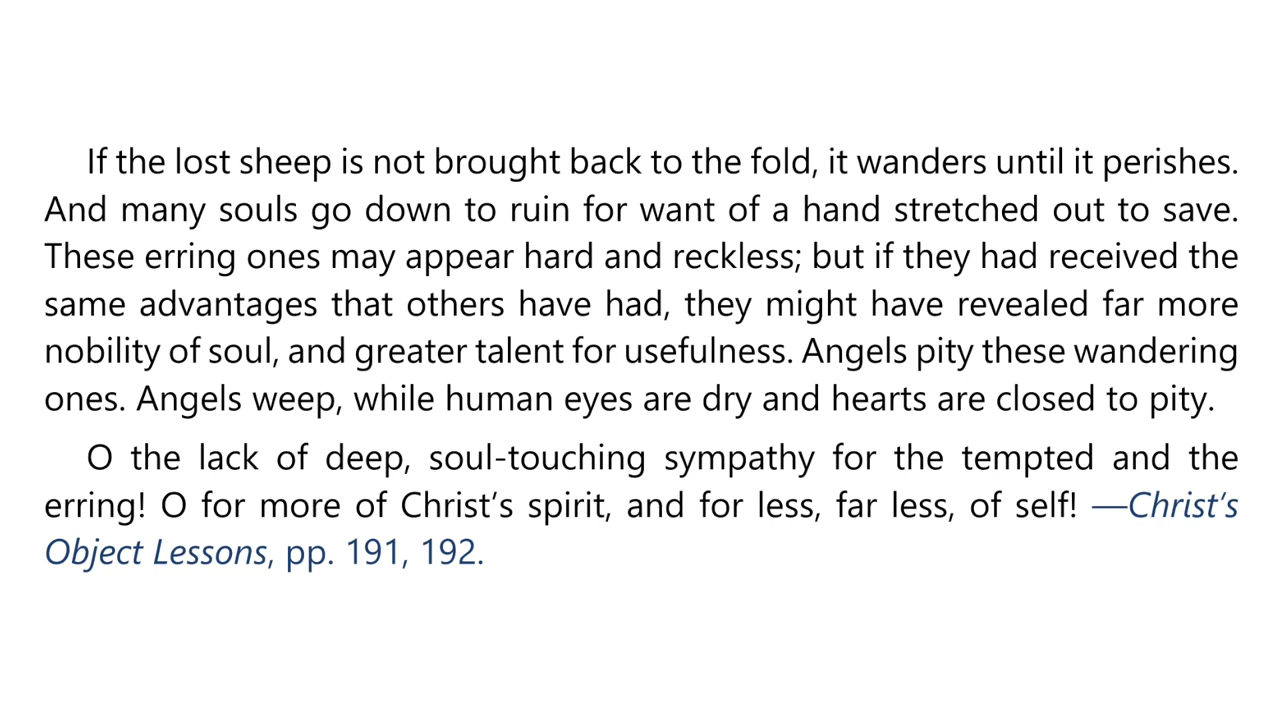 If the lost sheep is not brought back to the fold, it wanders until it perishes.
And many souls go down to ruin for want of a hand stretched out to save.
These erring ones may appear hard and reckless; but if they had received the
same advantages that others have had, they might have revealed far more
nobility of soul, and greater talent for usefulness. Angels pity these wandering
ones. Angels weep, while human eyes are dry and hearts are closed to pity.
O the lack of deep, soul-touching sympathy for the tempted and the
erring! O for more of Christ’s spirit, and for less, far less, of self! —Christ’s
Object Lessons, pp. 191, 192.